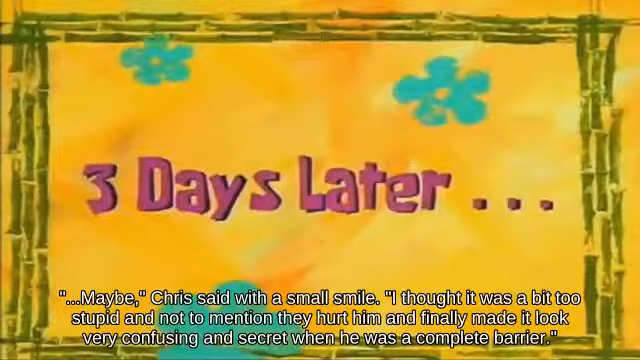 3 Days Later ...
"...Maybe," Chris said with a small smile. "I thought it was a bit too
stupid and not to mention they hurt him and finally made it look
very confusing and secret when he was a complete barrier."